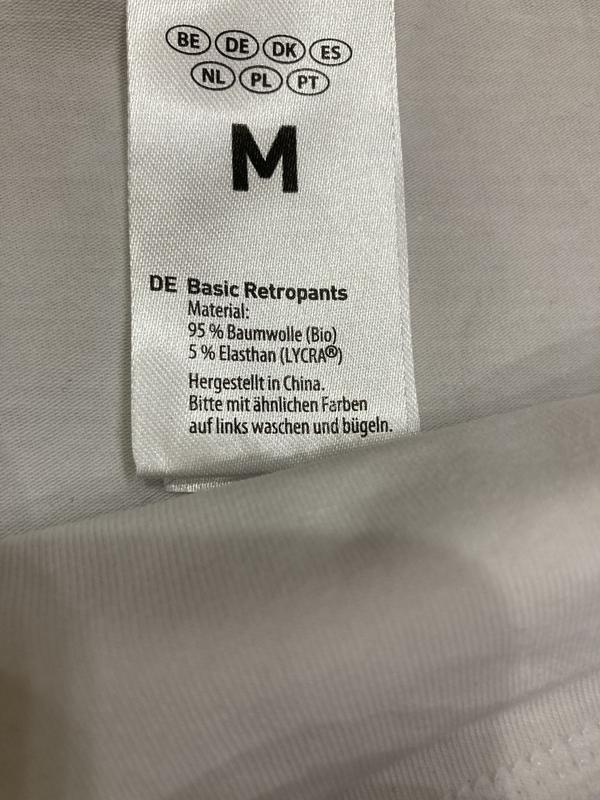 BE DE DK ES
NL PL PT
M
DE Basic Retropants
Material:
95 % Baumwolle (Bio)
5 % Elasthan (LYCRA®)
Hergestellt in China.
Bitte mit ähnlichen Farben
auf links waschen und bügeln.